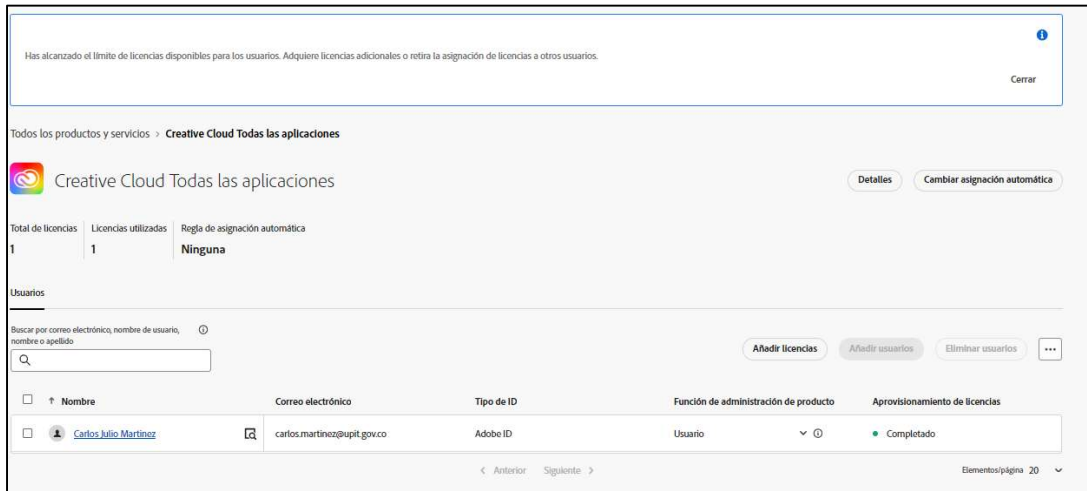 Has alcanzado el límite de licencias disponibles para los usuarios. Adquiere licencias adicionales o retira la asignación de licencias a otros usuarios.
Cerrar
Todos los productos y servicios > Creative Cloud Todas las aplicaciones
Creative Cloud Todas las aplicaciones
Detalles
Cambiar asignación automática
Total de licencias Licencias utilizadas Regla de asignación automática
1 1 Ninguna
Usuarios
Buscar por correo electrónico, nombre de usuario,
nombre o apellido
Añadir licencias Añadir usuarios Eliminar usuarios ...
↑ Nombre Correo electrónico Tipo de ID Función de administración de producto Aprovisionamiento de licencias
Carlos Julio Martinez carlos.martinez@upit.gov.co Adobe ID Usuario Completado
< Anterior Siguiente > Elementos/página 20